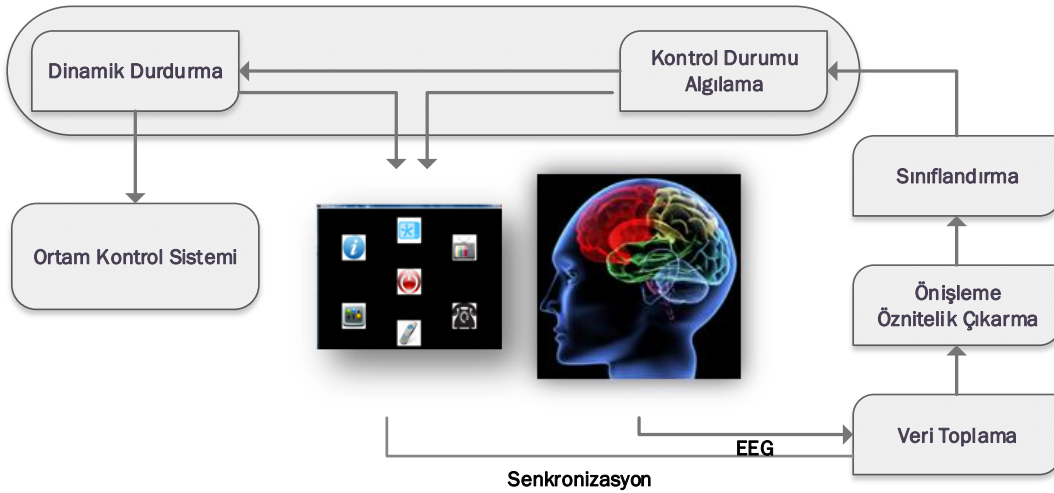 Dinamik Durdurma
Kontrol Durumu
Algılama
Sınıflandırma
Ortam Kontrol Sistemi
Önişleme
Öznitelik Çıkarma
Veri Toplama
EEG
Senkronizasyon